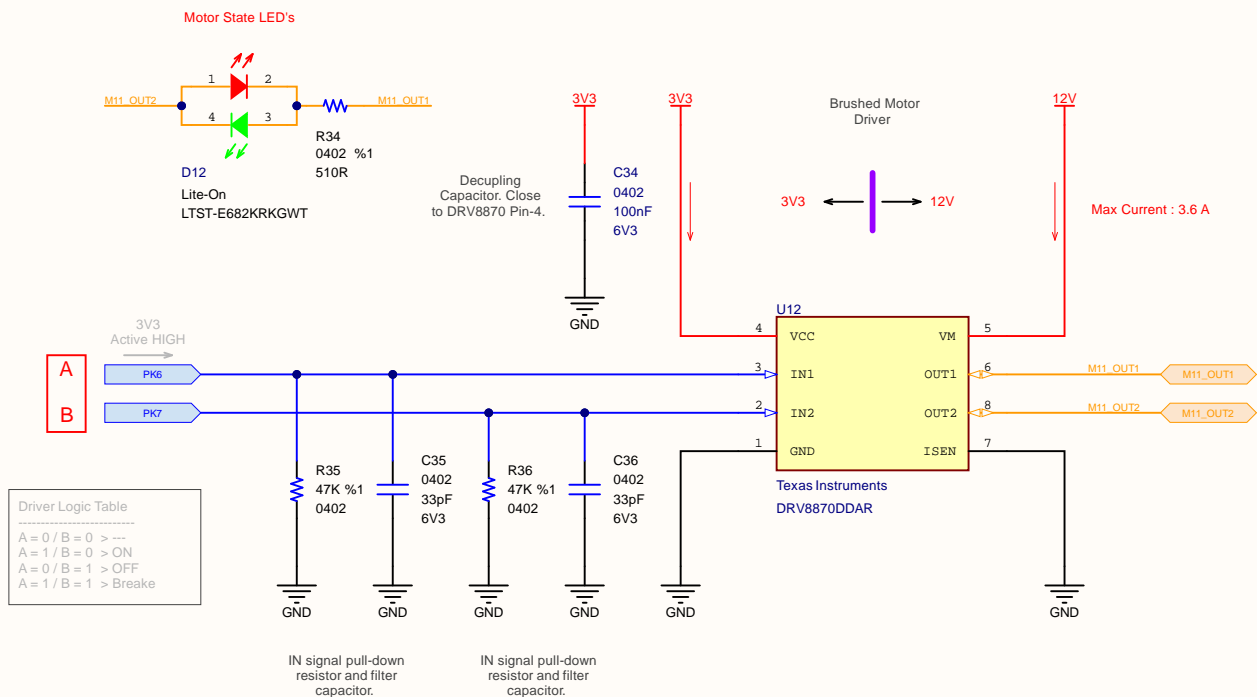 Motor State LED's
1
2
M11_OUT2
M11_OUT1
4
3
R34
0402 %1
510R
D12
Lite-On
LTST-E682KRKGWT
3V3
Decupling
Capacitor. Close
to DRV8870 Pin-4.
C34
0402
100nF
6V3
GND
3V3
Brushed Motor
Driver
3V3
12V
12V
Max Current : 3.6 A
3V3
Active HIGH
A
B
PK6
PK7
U12
4
VCC
VM
5
3
IN1
OUT1
6
M11_OUT1
M11_OUT1
2
IN2
OUT2
8
M11_OUT2
M11_OUT2
1
GND
ISEN
7
Texas Instruments
DRV8870DDAR
R35
47K %1
0402
C35
0402
33pF
6V3
R36
47K %1
0402
C36
0402
33pF
6V3
Driver Logic Table
--------------------------
A = 0 / B = 0 > ---
A = 1 / B = 0 > ON
A = 0 / B = 1 > OFF
A = 1 / B = 1 > Breake
GND
GND
GND
GND
GND
GND
IN signal pull-down
resistor and filter
capacitor.
IN signal pull-down
resistor and filter
capacitor.